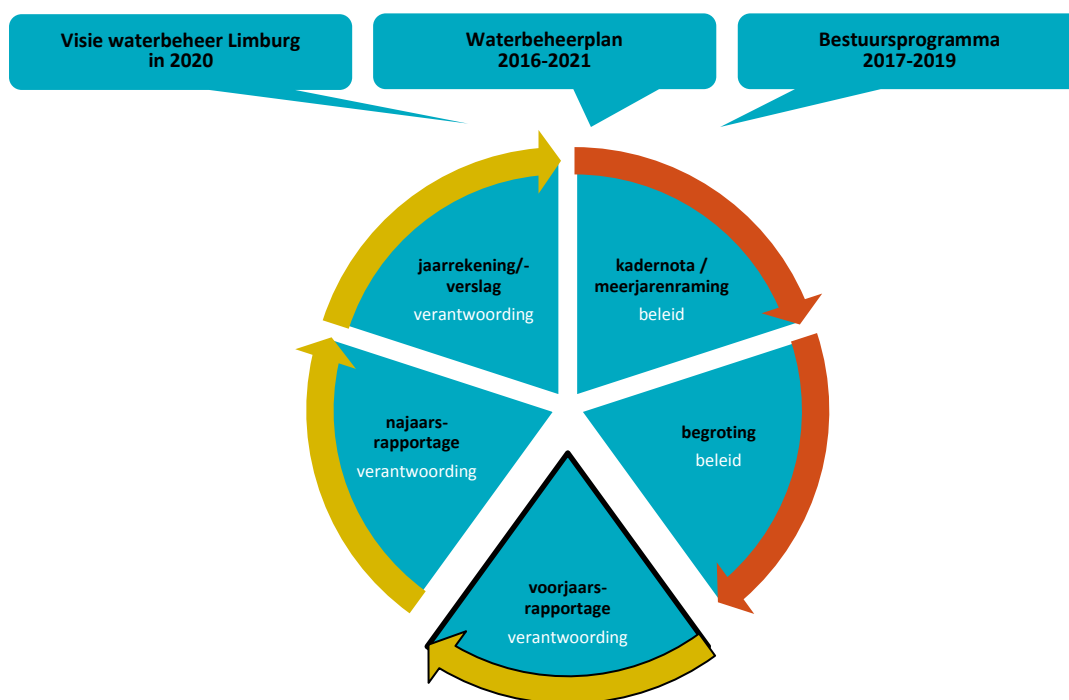 Visie waterbeheer Limburg
in 2020
Waterbeheerplan
2016-2021
Bestuursprogramma
2017-2019
jaarrekening/-
verslag
verantwoording
kadernota /
meerjarenraming
beleid
najaars-
rapportage
verantwoording
begroting
beleid
voorjaars-
rapportage
verantwoording